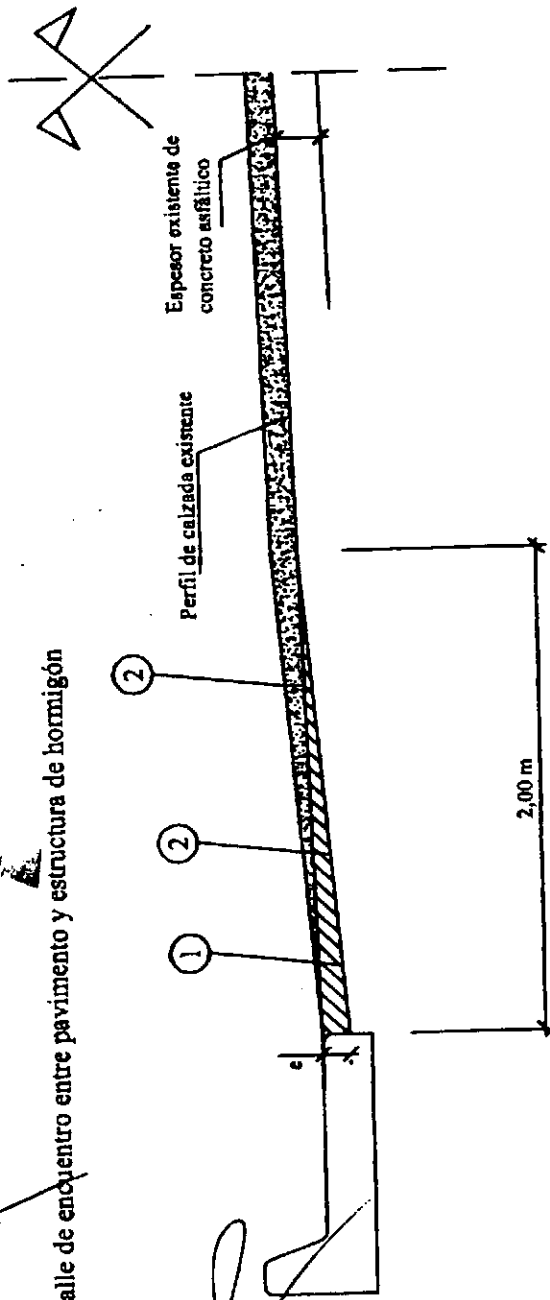 alle de encuentro entre pavimento y estructura de hormigón
1
2
2
Perfil de calzada existente
Espesor existente de
concreto asfáltico
e
2,00 m